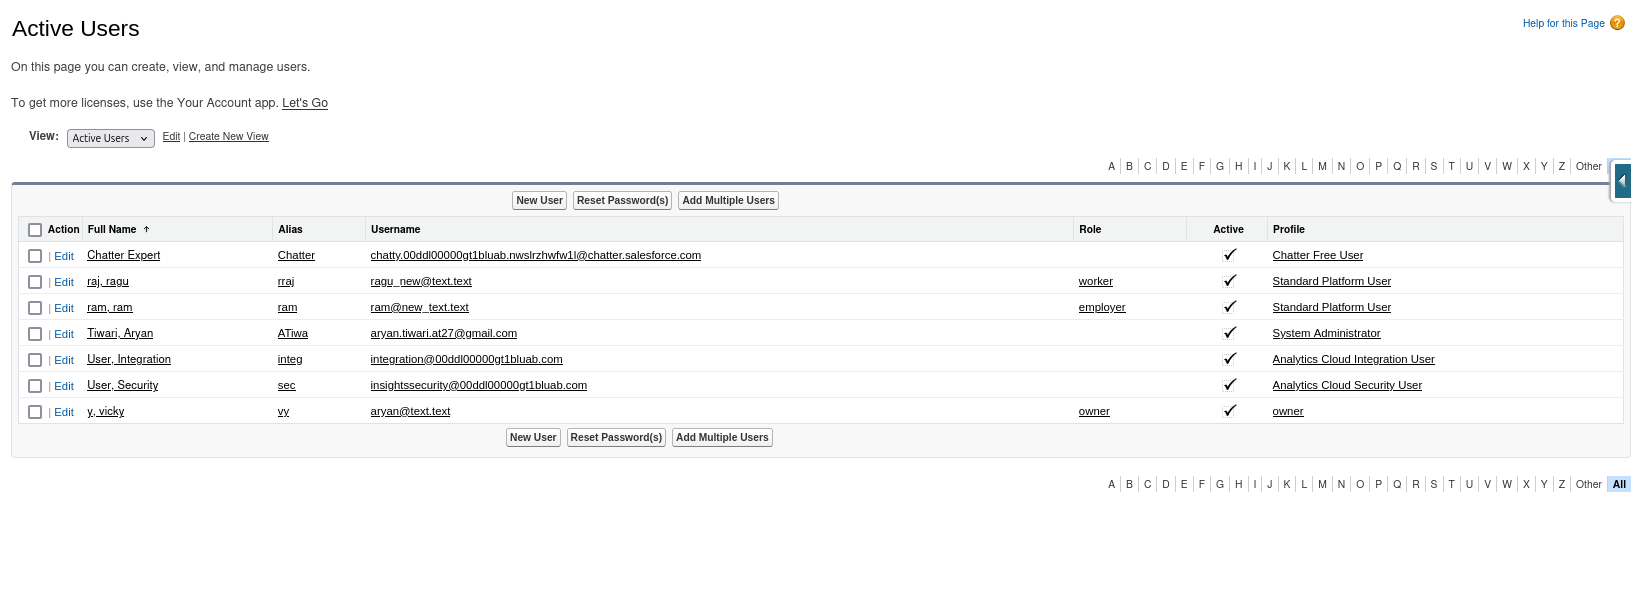 Active Users
Help for this Page
On this page you can create, view, and manage users.
To get more licenses, use the Your Account app. Let's Go
View: Active Users Edit | Create New View
A B C D E F G H I J K L M N O P Q R S T U V W X Y Z Other
New User Reset Password(s) Add Multiple Users
Action Full Name Alias Username Role Active Profile
| Edit Chatter Expert Chatter chatty.00ddl00000gt1bluab.nwslrzhwfw1l@chatter.salesforce.com Chatter Free User
| Edit raj, ragu rraj ragu_new@text.text worker Standard Platform User
| Edit ram, ram ram ram@new_text.text employer Standard Platform User
| Edit Tiwari, Aryan ATiwa aryan.tiwari.at27@gmail.com System Administrator
| Edit User, Integration integ integration@00ddl00000gt1bluab.com Analytics Cloud Integration User
| Edit User, Security sec insightssecurity@00ddl00000gt1bluab.com Analytics Cloud Security User
| Edit y, vicky vy aryan@text.text owner owner
New User Reset Password(s) Add Multiple Users
A B C D E F G H I J K L M N O P Q R S T U V W X Y Z Other All